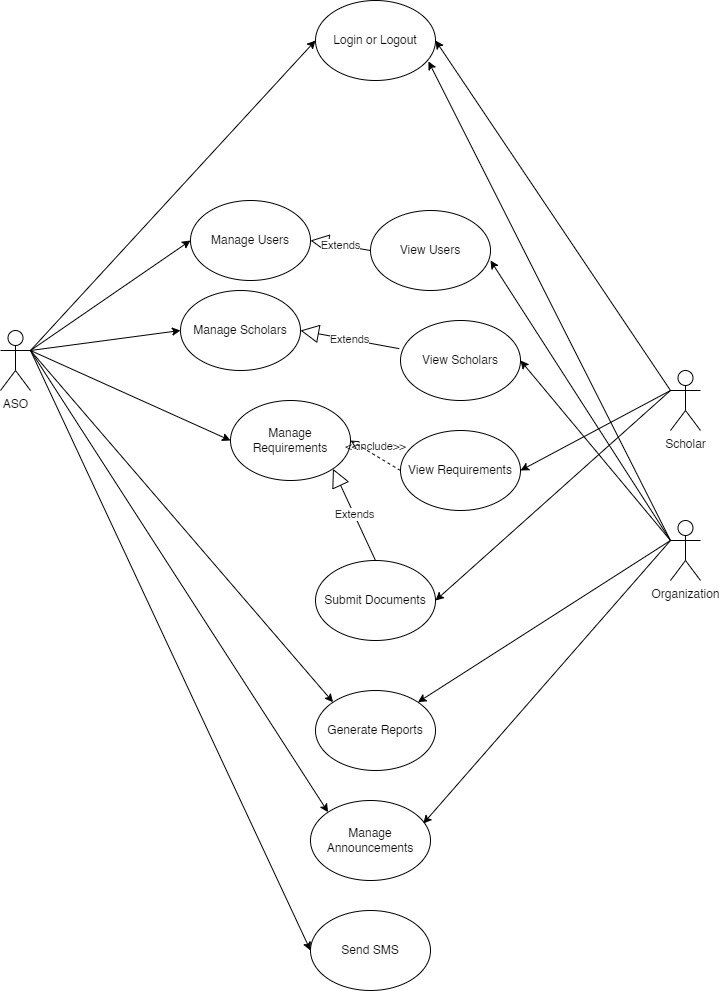 Login or Logout
Manage Users
Extends
View Users
Manage Scholars
Extends
View Scholars
ASO
Scholar
Manage
Requirements
<<include>>
View Requirements
Extends
Organization
Submit Documents
Generate Reports
Manage
Announcements
Send SMS